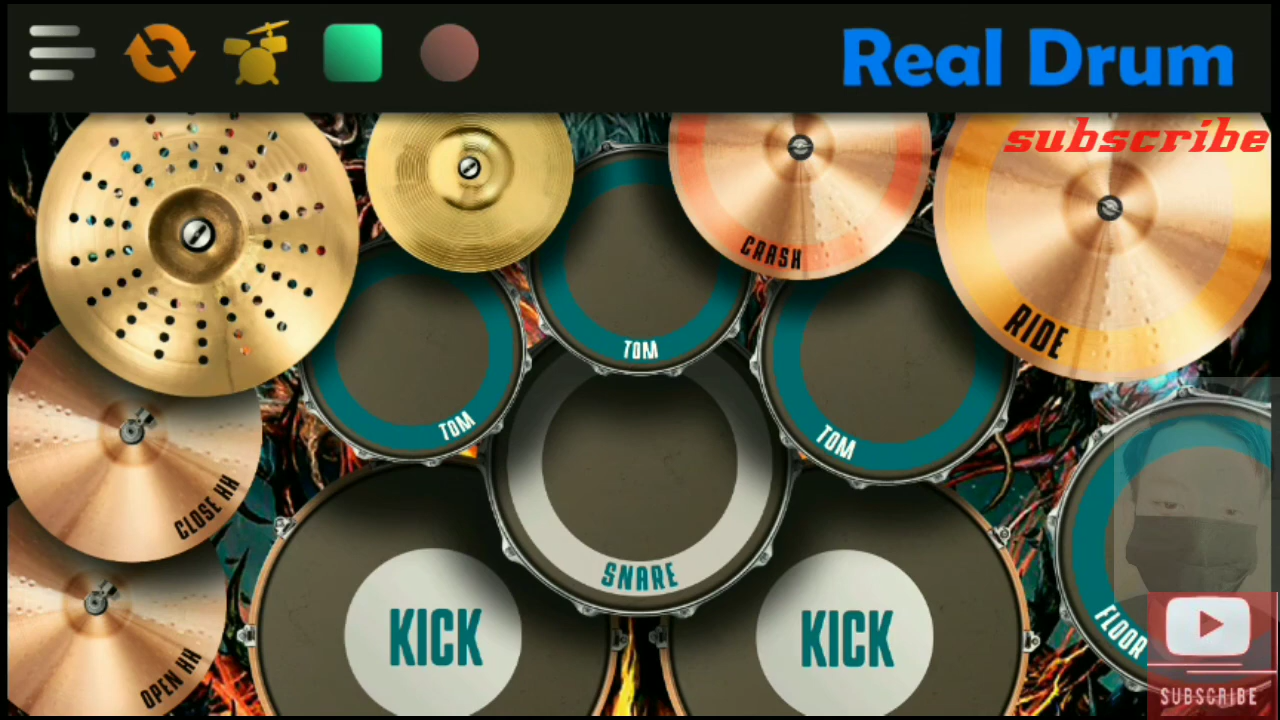 Real Drum
subscribe
CRASH
RIDE
TOM
TOM
TOM
CLOSE HH
SNARE
KICK
KICK
FLOOR
OPEN HH
SUBSCRIBE